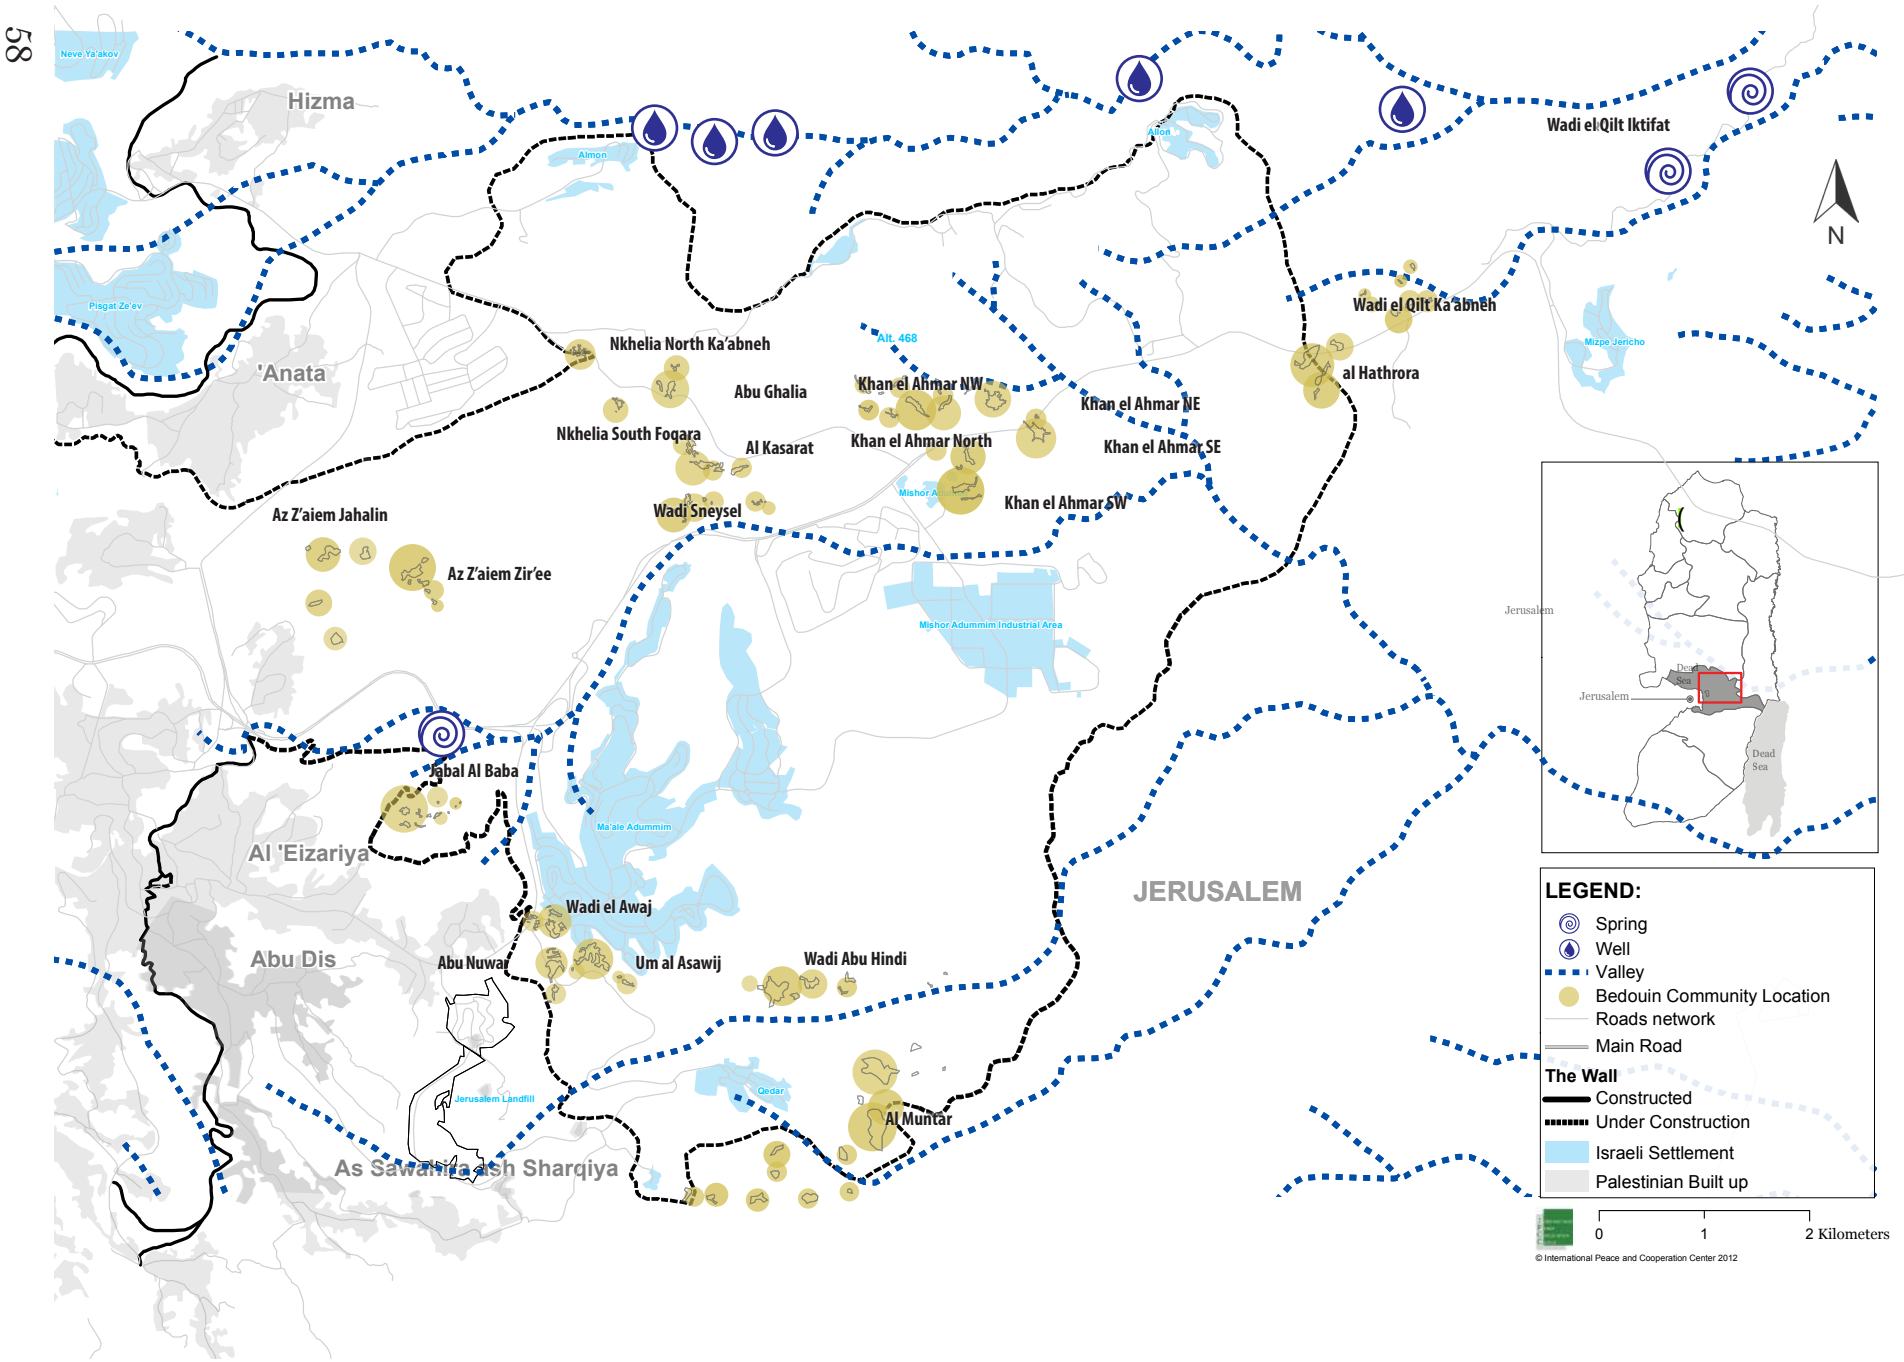 58
Neve Ya'akov
Hizma
Almon
Allon
Wadi el Qilt Iktifat
N
Pisgat Ze'ev
'Anata
Nkhelia North Ka'abneh
Alt. 468
Wadi el Qilt Ka'abneh
Mizpe Jericho
al Hathrora
Abu Ghalia
Khan el Ahmar NW
Khan el Ahmar NE
Nkhelia South Foqara
Al Kasarat
Khan el Ahmar North
Khan el Ahmar SE
Az Z'aiem Jahalin
Wadi Sneysel
Khan el Ahmar SW
Az Z'aiem Zir'ee
Mishor Adummim Industrial Area
Jerusalem
Dead
Sea
Jerusalem
Dead
Sea
Jabal Al Baba
Ma'ale Adummim
Al 'Eizariya
JERUSALEM
Wadi el Awaj
Abu Dis
Abu Nuwar
Um al Asawij
Wadi Abu Hindi
Qedar
Jerusalem Landfill
Al Muntar
As Sawahira ash Sharqiya
LEGEND:
Spring
Well
Valley
Bedouin Community Location
Roads network
Main Road
The Wall
Constructed
Under Construction
Israeli Settlement
Palestinian Built up
0 1 2 Kilometers
© International Peace and Cooperation Center 2012